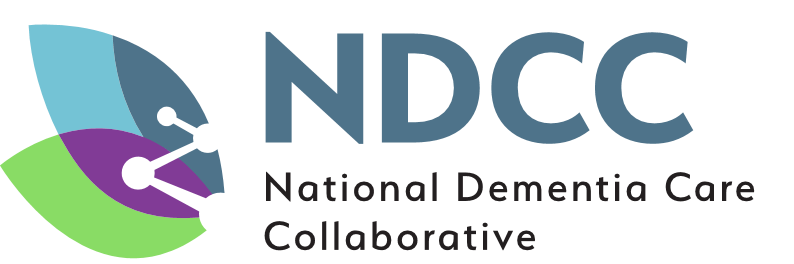 NDCC
National Dementia Care
Collaborative